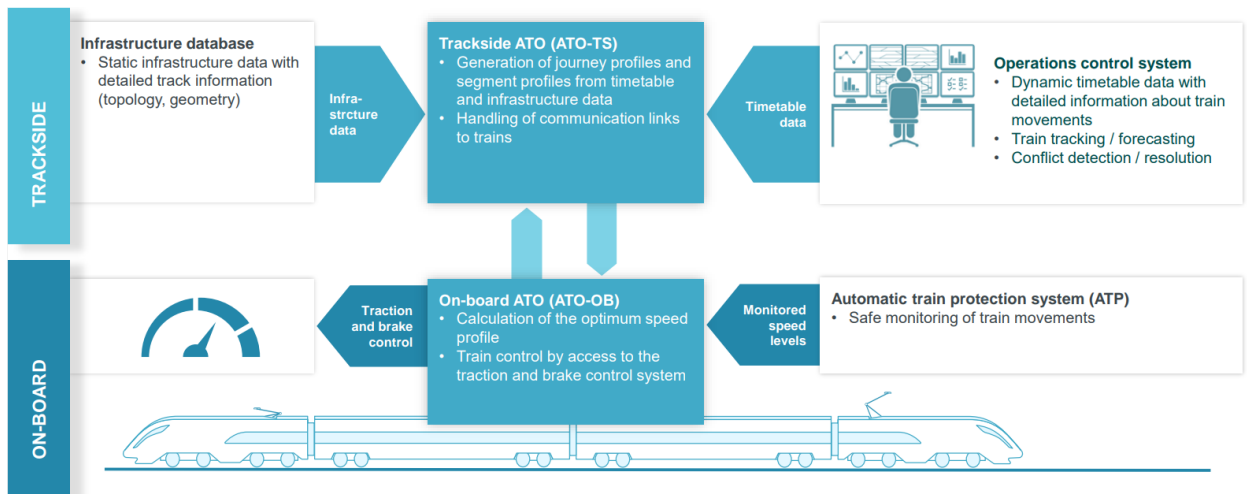 TRACKSIDE
Infrastructure database
• Static infrastructure data with
detailed track information
(topology, geometry)
Infra-
strcture
data
Trackside ATO (ATO-TS)
• Generation of journey profiles and
segment profiles from timetable
and infrastructure data
• Handling of communication links
to trains
Timetable
data
Operations control system
• Dynamic timetable data with
detailed information about train
movements
• Train tracking / forecasting
• Conflict detection / resolution
ON-BOARD
Traction
and brake
control
On-board ATO (ATO-OB)
• Calculation of the optimum speed
profile
• Train control by access to the
traction and brake control system
Monitored
speed
levels
Automatic train protection system (ATP)
• Safe monitoring of train movements